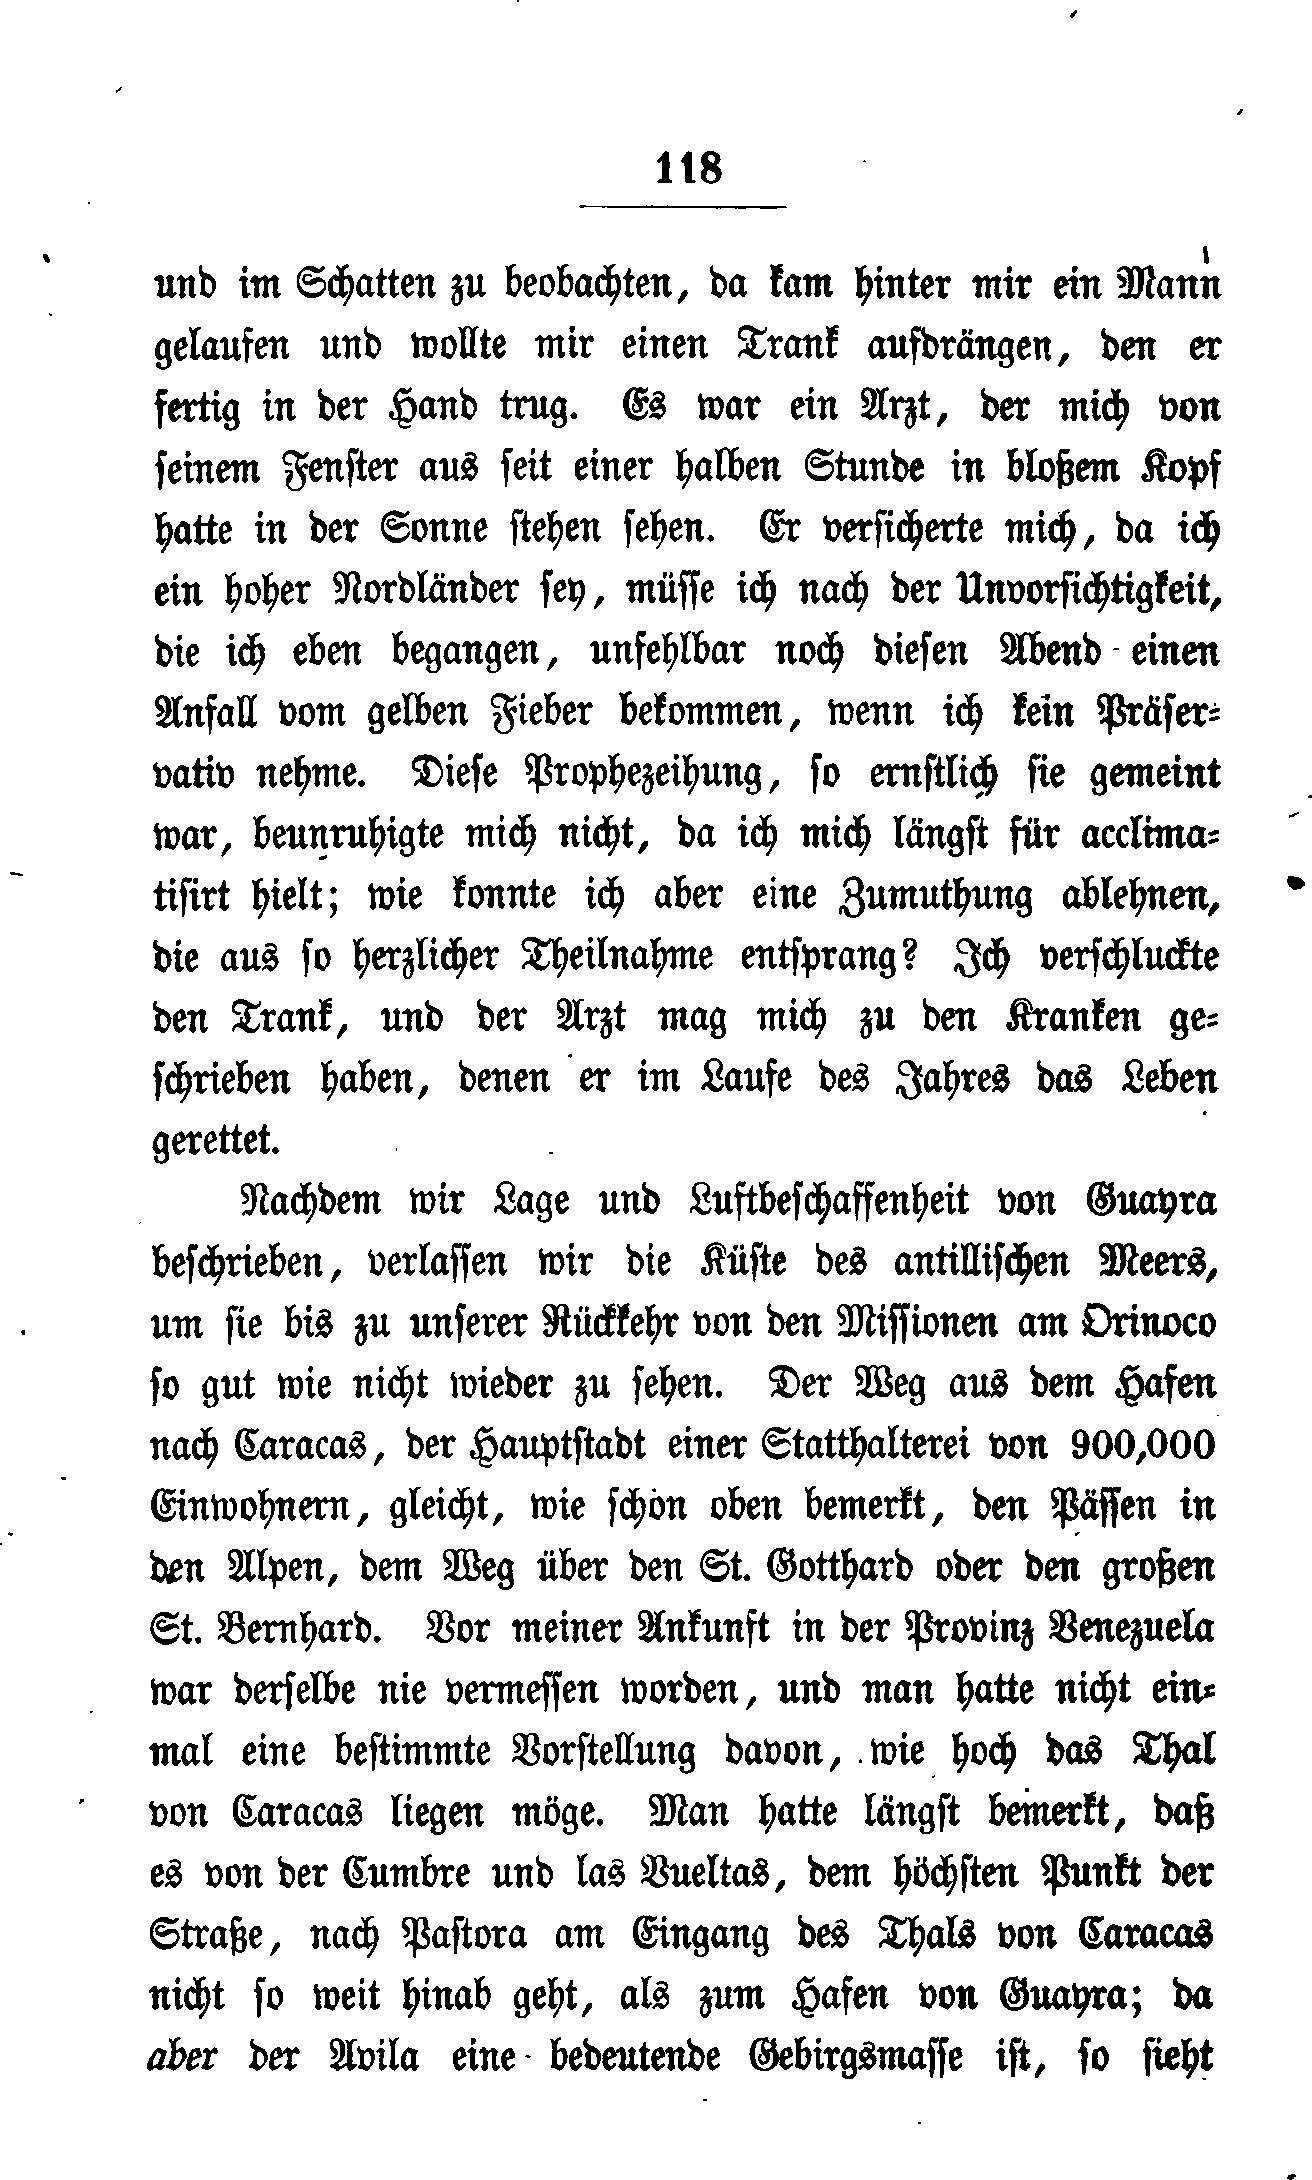 118
und im Schatten zu beobachten, da kam hinter mir ein Mann
gelaufen und wollte mir einen Trank aufdrängen, den er
fertig in der Hand trug. Es war ein Arzt, der mich von
seinem Fenster aus seit einer halben Stunde in bloßem Kopf
hatte in der Sonne stehen sehen. Er versicherte mich, da ich
ein hoher Nordländer sey, müsse ich nach der Unvorsichtigkeit,
die ich eben begangen, unfehlbar noch diesen Abend einen
Anfall vom gelben Fieber bekommen, wenn ich kein Präser-
vativ nehme. Diese Prophezeihung, so ernstlich sie gemeint
war, beunruhigte mich nicht, da ich mich längst für acclima-
tisirt hielt; wie konnte ich aber eine Zumuthung ablehnen,
die aus so herzlicher Theilnahme entsprang? Ich verschluckte
den Trank, und der Arzt mag mich zu den Kranken ge-
schrieben haben, denen er im Laufe des Jahres das Leben
gerettet.
Nachdem wir Lage und Luftbeschaffenheit von Guayra
beschrieben, verlassen wir die Küste des antillischen Meers,
um sie bis zu unserer Rückkehr von den Missionen am Orinoco
so gut wie nicht wieder zu sehen. Der Weg aus dem Hafen
nach Caracas, der Hauptstadt einer Statthalterei von 900,000
Einwohnern, gleicht, wie schon oben bemerkt, den Pässen in
den Alpen, dem Weg über den St. Gotthard oder den großen
St. Bernhard. Vor meiner Ankunft in der Provinz Venezuela
war derselbe nie vermessen worden, und man hatte nicht ein-
mal eine bestimmte Vorstellung davon, wie hoch das Thal
von Caracas liegen möge. Man hatte längst bemerkt, daß
es von der Cumbre und las Vueltas, dem höchsten Punkt der
Straße, nach Pastora am Eingang des Thals von Caracas
nicht so weit hinab geht, als zum Hafen von Guayra; da
aber der Avila eine bedeutende Gebirgsmasse ist, so sieht